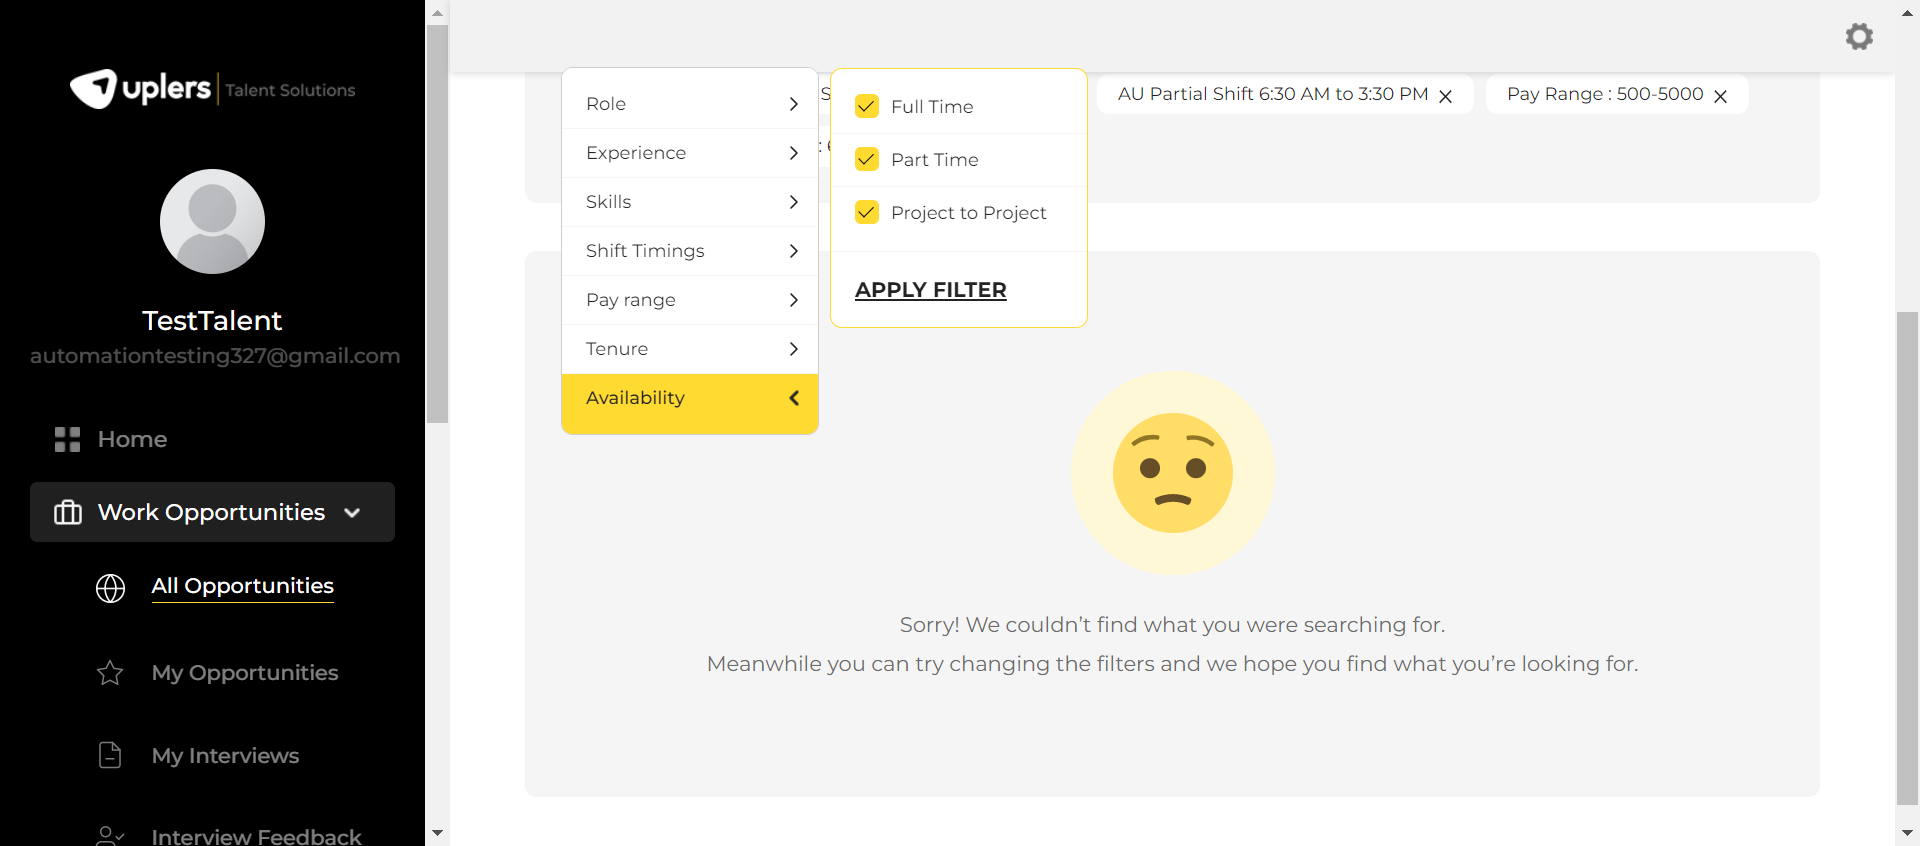 uplers Talent Solutions
TestTalent
automationtesting327@gmail.com
Home
Work Opportunities
All Opportunities
My Opportunities
My Interviews
Interview Feedback
Role
Experience
Skills
Shift Timings
Pay range
Tenure
Availability
Full Time
Part Time
Project to Project
APPLY FILTER
AU Partial Shift 6:30 AM to 3:30 PM
Pay Range : 500-5000
Sorry! We couldn’t find what you were searching for.
Meanwhile you can try changing the filters and we hope you find what you’re looking for.